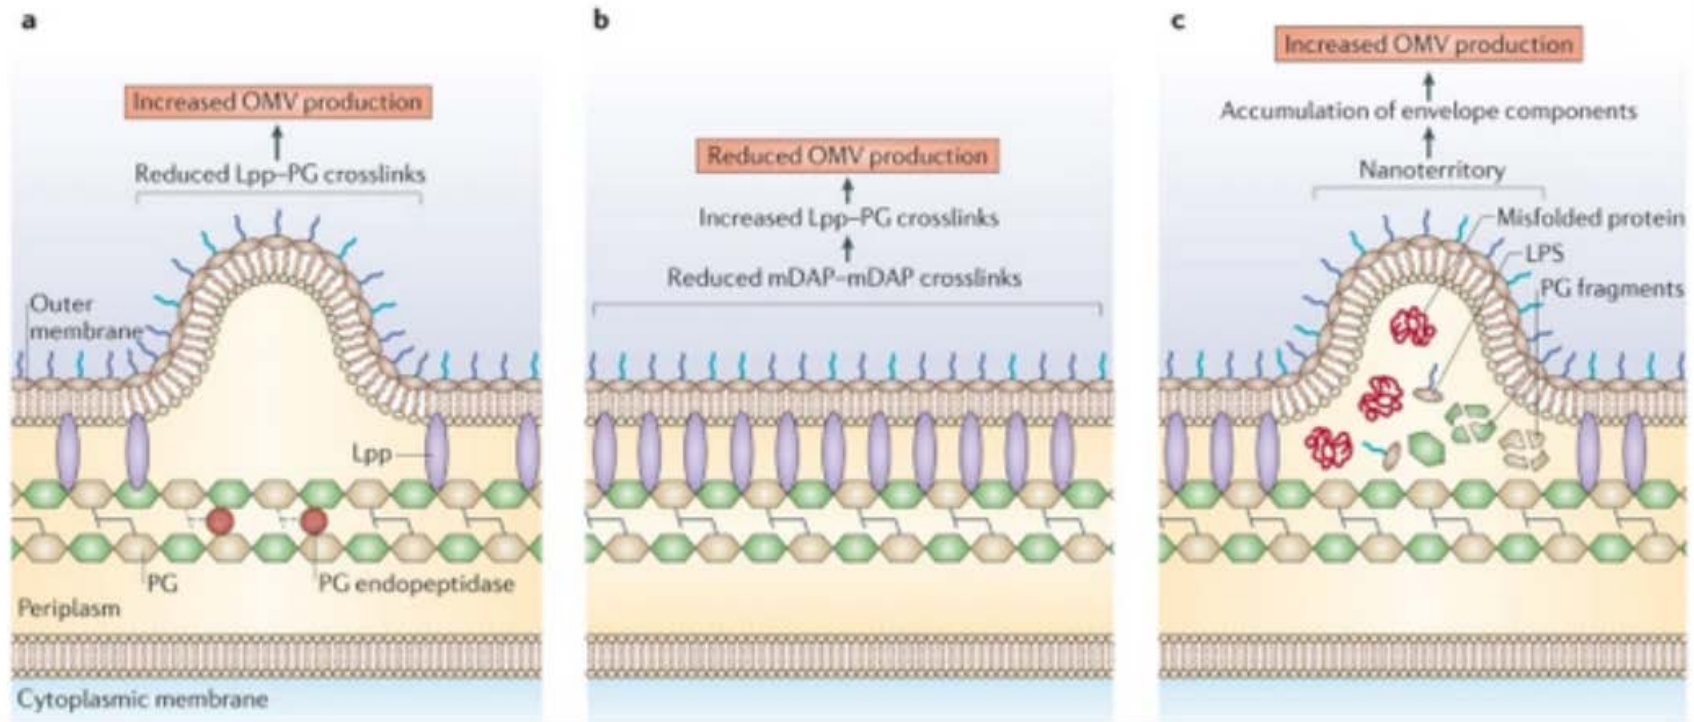 a
Increased OMV production
Reduced Lpp–PG crosslinks
Outer
membrane
Lpp
PG
PG endopeptidase
Periplasm
Cytoplasmic membrane
b
Reduced OMV production
Increased Lpp–PG crosslinks
Reduced mDAP–mDAP crosslinks
c
Increased OMV production
Accumulation of envelope components
Nanoterritory
Misfolded protein
LPS
PG fragments